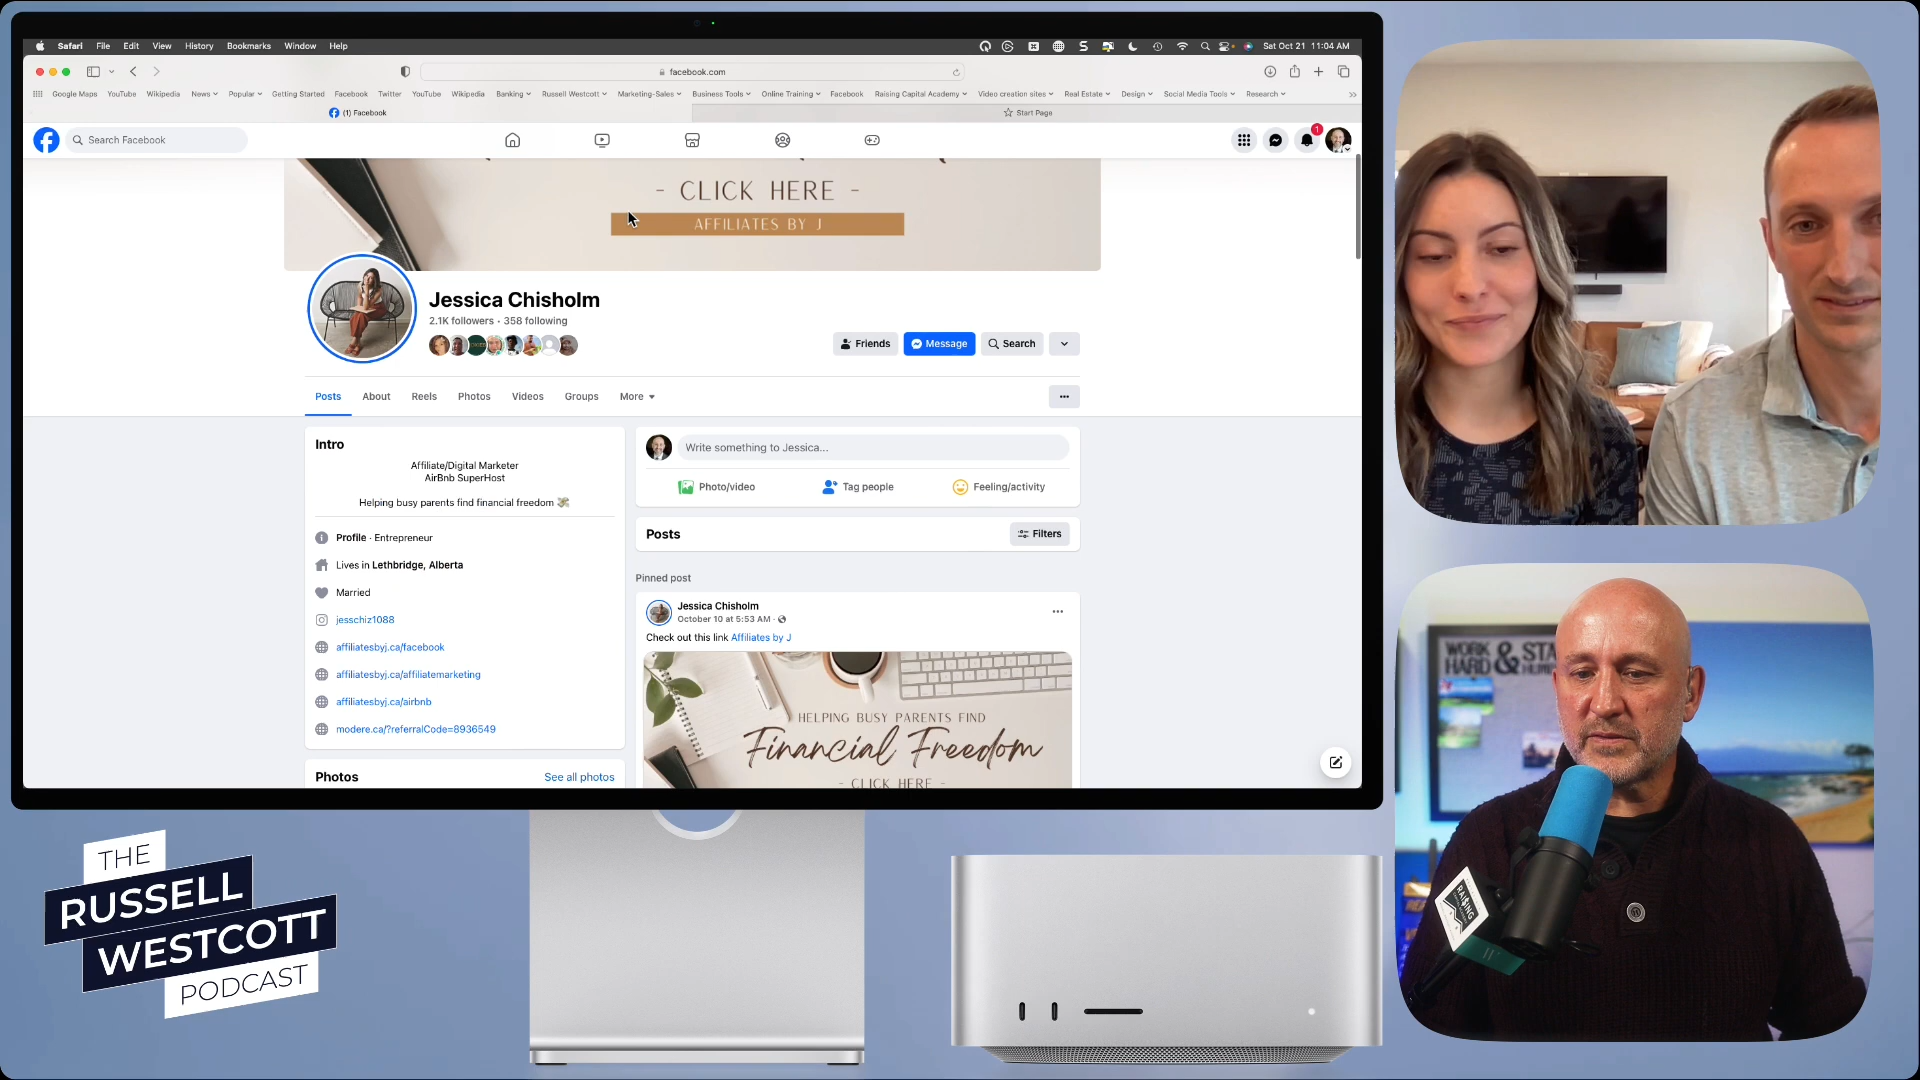 Safari File Edit View History Bookmarks Window Help
Sat Oct 21 11:04 AM
facebook.com
Google Maps YouTube Wikipedia News Popular Getting Started Facebook Twitter YouTube Wikipedia Banking Russell Westcott Marketing-Sales Business Tools Online Training Facebook Raising Capital Academy Video creation sites Real Estate Design Social Media Tools Research
(1) Facebook
Start Page
Search Facebook
1
- CLICK HERE -
AFFILIATES BY J
Jessica Chisholm
2.1K followers • 358 following
Friends
Message
Search
Posts
About
Reels
Photos
Videos
Groups
More
Intro
Affiliate/Digital Marketer
AirBnb SuperHost
Helping busy parents find financial freedom 💸
Profile · Entrepreneur
Lives in Lethbridge, Alberta
Married
jesschiz1088
affiliatesbyj.ca/facebook
affiliatesbyj.ca/affiliatemarketing
affiliatesbyj.ca/airbnb
modere.ca/?referralCode=8936549
Photos
See all photos
Write something to Jessica...
Photo/video
Tag people
Feeling/activity
Posts
Filters
Pinned post
Jessica Chisholm
October 10 at 5:53 AM ·
Check out this link Affiliates by J
HELPING BUSY PARENTS FIND
Financial Freedom
- CLICK HERE -
WORK
HARD & STA
HUM
RAISING
THE
RUSSELL
WESTCOTT
PODCAST